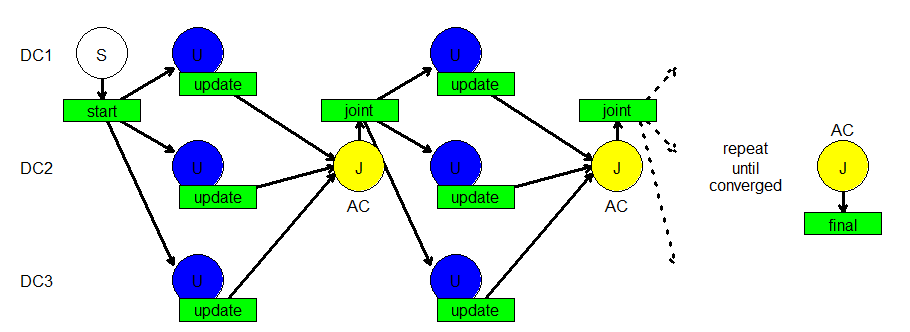 DC1
S
U
U
update
update
start
joint
joint
AC
repeat
until
converged
DC2
U
U
J
J
J
update
update
AC
AC
final
DC3
U
U
update
update